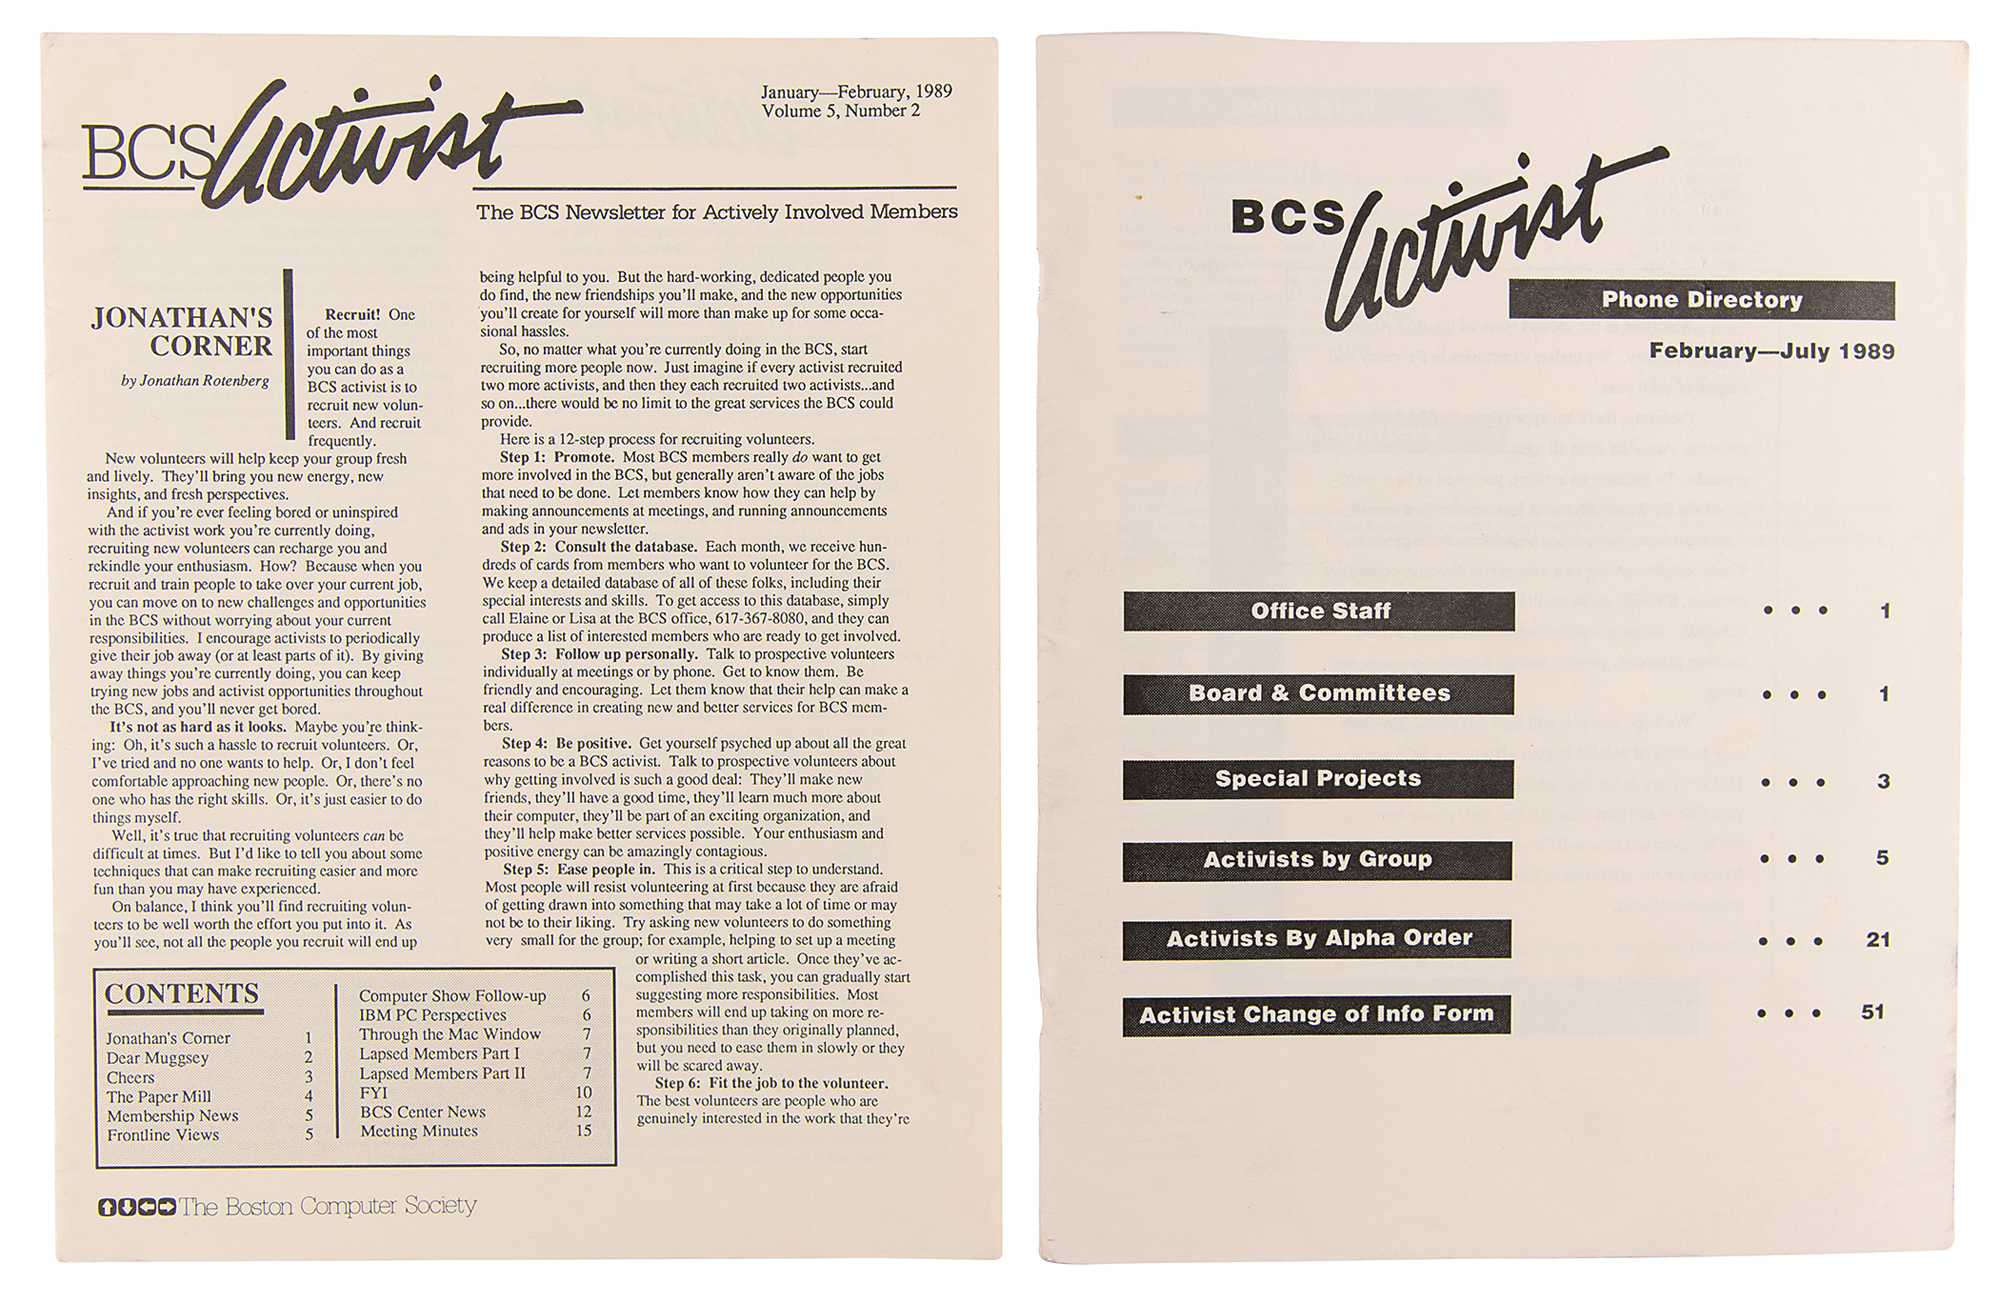 BCS Activist
January—February, 1989
Volume 5, Number 2
The BCS Newsletter for Actively Involved Members
JONATHAN'S
CORNER
by Jonathan Rotenberg
Recruit! One
of the most
important things
you can do as a
BCS activist is to
recruit new volun-
teers. And recruit
frequently.
New volunteers will help keep your group fresh
and lively. They'll bring you new energy, new
insights, and fresh perspectives.
And if you're ever feeling bored or uninspired
with the activist work you're currently doing,
recruiting new volunteers can recharge you and
rekindle your enthusiasm. How? Because when you
recruit and train people to take over your current job,
you can move on to new challenges and opportunities
in the BCS without worrying about your current
responsibilities. I encourage activists to periodically
give their job away (or at least parts of it). By giving
away things you're currently doing, you can keep
trying new jobs and activist opportunities throughout
the BCS, and you'll never get bored.
It's not as hard as it looks. Maybe you're think-
ing: Oh, it's such a hassle to recruit volunteers. Or,
I've tried and no one wants to help. Or, I don't feel
comfortable approaching new people. Or, there's no
one who has the right skills. Or, it's just easier to do
things myself.
Well, it's true that recruiting volunteers can be
difficult at times. But I'd like to tell you about some
techniques that can make recruiting easier and more
fun than you may have experienced.
On balance, I think you'll find recruiting volun-
teers to be well worth the effort you put into it. As
you'll see, not all the people you recruit will end up
being helpful to you. But the hard-working, dedicated people you
do find, the new friendships you'll make, and the new opportunities
you'll create for yourself will more than make up for some occa-
sional hassles.
So, no matter what you're currently doing in the BCS, start
recruiting more people now. Just imagine if every activist recruited
two more activists, and then they each recruited two activists...and
so on...there would be no limit to the great services the BCS could
provide.
Here is a 12-step process for recruiting volunteers.
Step 1: Promote. Most BCS members really do want to get
more involved in the BCS, but generally aren't aware of the jobs
that need to be done. Let members know how they can help by
making announcements at meetings, and running announcements
and ads in your newsletter.
Step 2: Consult the database. Each month, we receive hun-
dreds of cards from members who want to volunteer for the BCS.
We keep a detailed database of all of these folks, including their
special interests and skills. To get access to this database, simply
call Elaine or Lisa at the BCS office, 617-367-8080, and they can
produce a list of interested members who are ready to get involved.
Step 3: Follow up personally. Talk to prospective volunteers
individually at meetings or by phone. Get to know them. Be
friendly and encouraging. Let them know that their help can make a
real difference in creating new and better services for BCS mem-
bers.
Step 4: Be positive. Get yourself psyched up about all the great
reasons to be a BCS activist. Talk to prospective volunteers about
why getting involved is such a good deal: They'll make new
friends, they'll have a good time, they'll learn much more about
their computer, they'll be part of an exciting organization, and
they'll help make better services possible. Your enthusiasm and
positive energy can be amazingly contagious.
Step 5: Ease people in. This is a critical step to understand.
Most people will resist volunteering at first because they are afraid
of getting drawn into something that may take a lot of time or may
not be to their liking. Try asking new volunteers to do something
very small for the group; for example, helping to set up a meeting
or writing a short article. Once they've ac-
complished this task, you can gradually start
suggesting more responsibilities. Most
members will end up taking on more re-
sponsibilities than they originally planned,
but you need to ease them in slowly or they
will be scared away.
Step 6: Fit the job to the volunteer.
The best volunteers are people who are
genuinely interested in the work that they're
CONTENTS
Jonathan's Corner 1
Dear Muggsey 2
Cheers 3
The Paper Mill 4
Membership News 5
Frontline Views 5
Computer Show Follow-up 6
IBM PC Perspectives 6
Through the Mac Window 7
Lapsed Members Part I 7
Lapsed Members Part II 7
FYI 10
BCS Center News 12
Meeting Minutes 15
The Boston Computer Society
BCS Activist
Phone Directory
February—July 1989
Office Staff • • • 1
Board & Committees • • • 1
Special Projects • • • 3
Activists by Group • • • 5
Activists By Alpha Order • • • 21
Activist Change of Info Form • • • 51